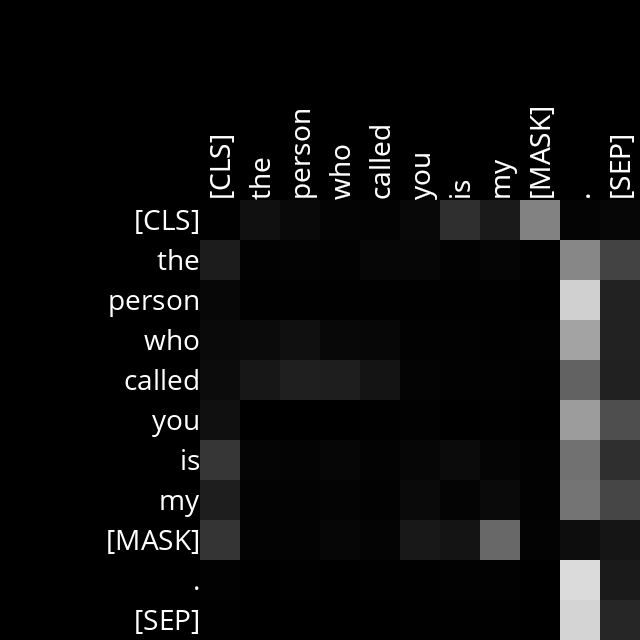 [CLS] the person who called you is my [MASK] . [SEP]
[CLS]
the
person
who
called
you
is
my
[MASK]
.
[SEP]